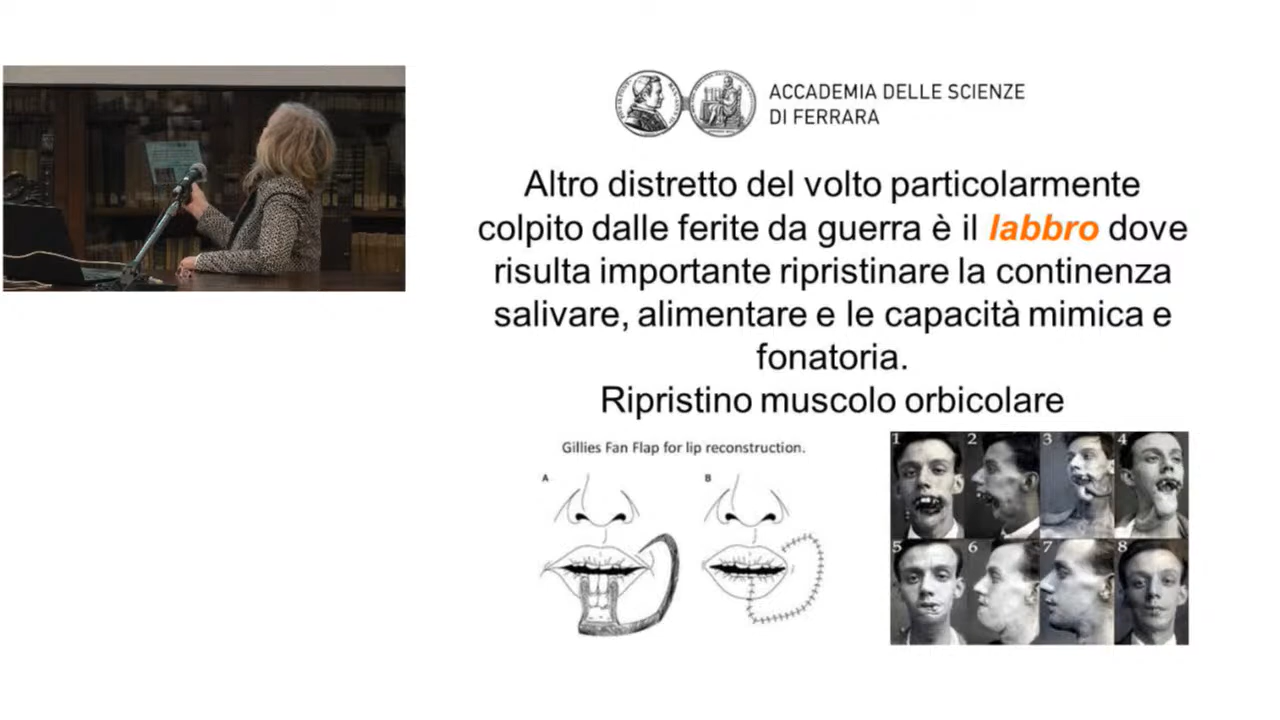 ACCADEMIA DELLE SCIENZE
DI FERRARA
Altro distretto del volto particolarmente
colpito dalle ferite da guerra è il labbro dove
risulta importante ripristinare la continenza
salivare, alimentare e le capacità mimica e
fonatoria.
Ripristino muscolo orbicolare
Gillies Fan Flap for lip reconstruction.
A B
1 2 3 4
5 6 7 8